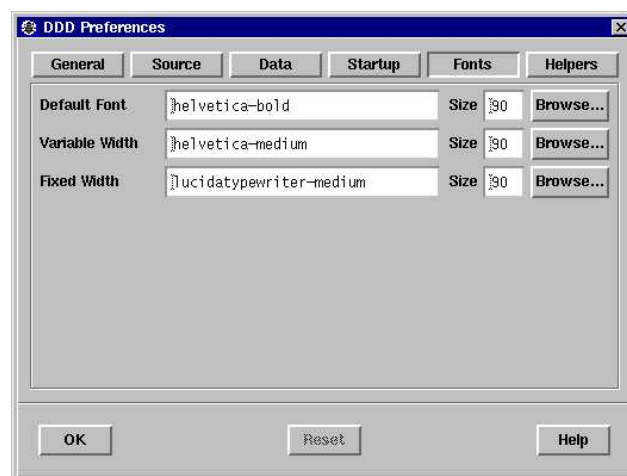 DDD Preferences
General Source Data Startup Fonts Helpers
Default Font helvetica-bold Size 90 Browse...
Variable Width helvetica-medium Size 90 Browse...
Fixed Width lucidatypewriter-medium Size 90 Browse...
OK Reset Help